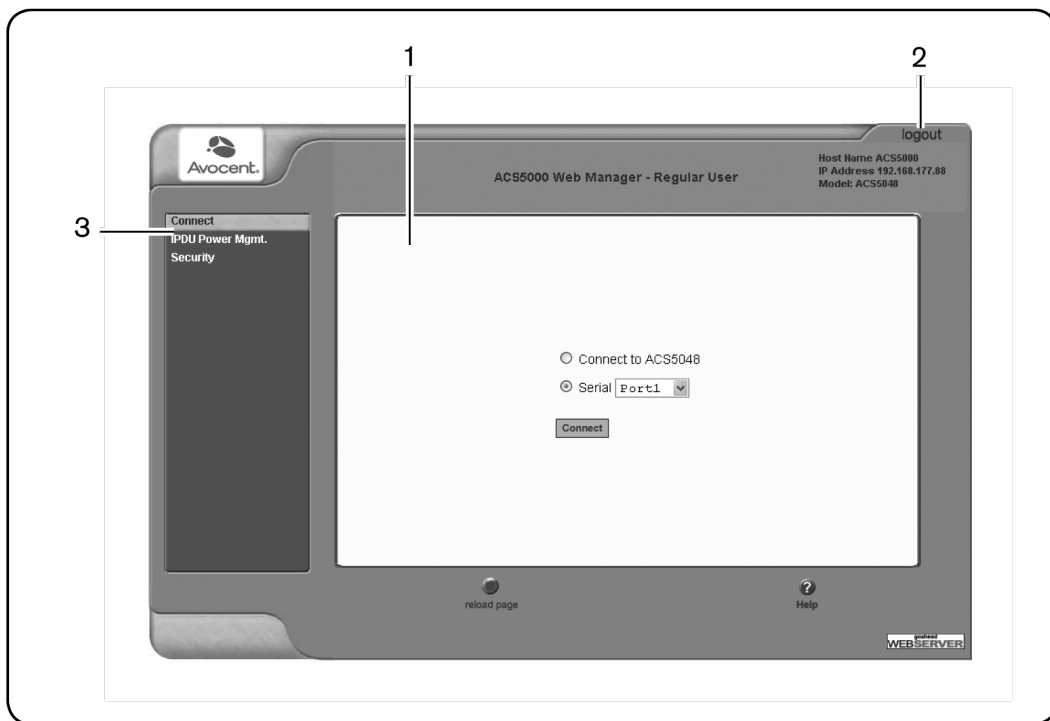 1
2
logout
Avocent.
ACS5000 Web Manager - Regular User
Host Name ACS5000
IP Address 192.168.177.88
Model: ACS5048
3
Connect
IPDU Power Mgmt.
Security
Connect to ACS5048
Serial Port1
Connect
reload page
Help
goahead
WEBSERVER